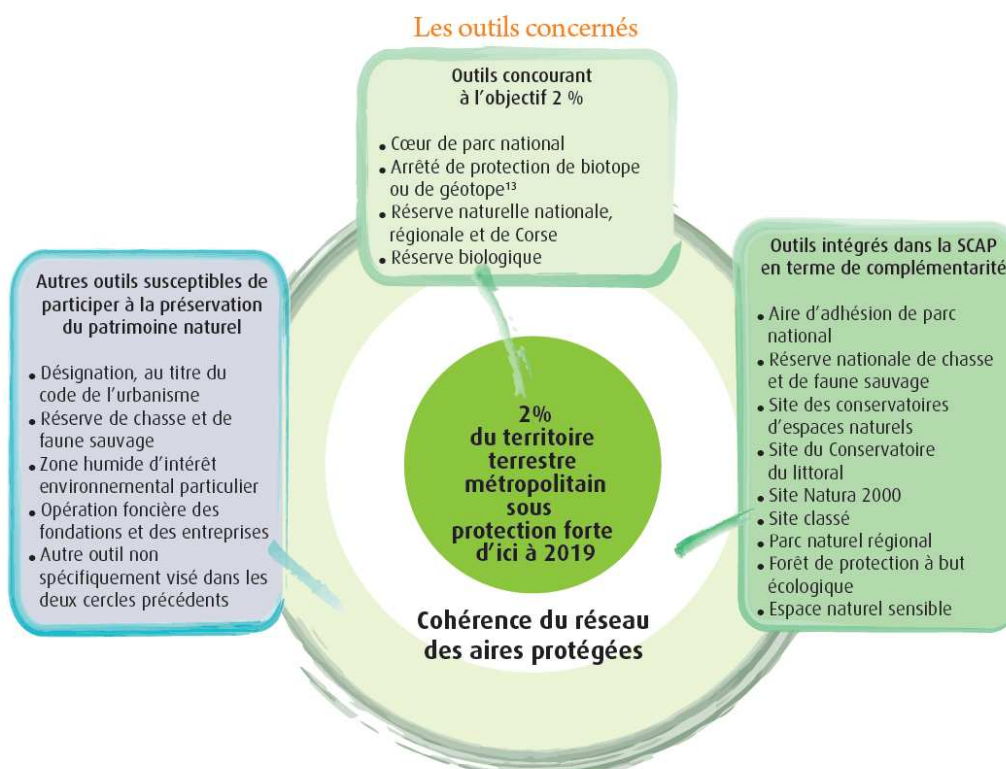 Les outils concernés
Outils concourant
à l'objectif 2 %
• Cœur de parc national
• Arrêté de protection de biotope
ou de géotope¹³
• Réserve naturelle nationale,
régionale et de Corse
• Réserve biologique
Autres outils susceptibles de
participer à la préservation
du patrimoine naturel
• Désignation, au titre du
code de l'urbanisme
• Réserve de chasse et de
faune sauvage
• Zone humide d'intérêt
environnemental particulier
• Opération foncière des
fondations et des entreprises
• Autre outil non
spécifiquement visé dans les
deux cercles précédents
Outils intégrés dans la SCAP
en terme de complémentarité
• Aire d'adhésion de parc
national
• Réserve nationale de chasse
et de faune sauvage
• Site des conservatoires
d'espaces naturels
• Site du Conservatoire
du littoral
• Site Natura 2000
• Site classé
• Parc naturel régional
• Forêt de protection à but
écologique
• Espace naturel sensible
2%
du territoire
terrestre
métropolitain
sous
protection forte
d'ici à 2019
Cohérence du réseau
des aires protégées